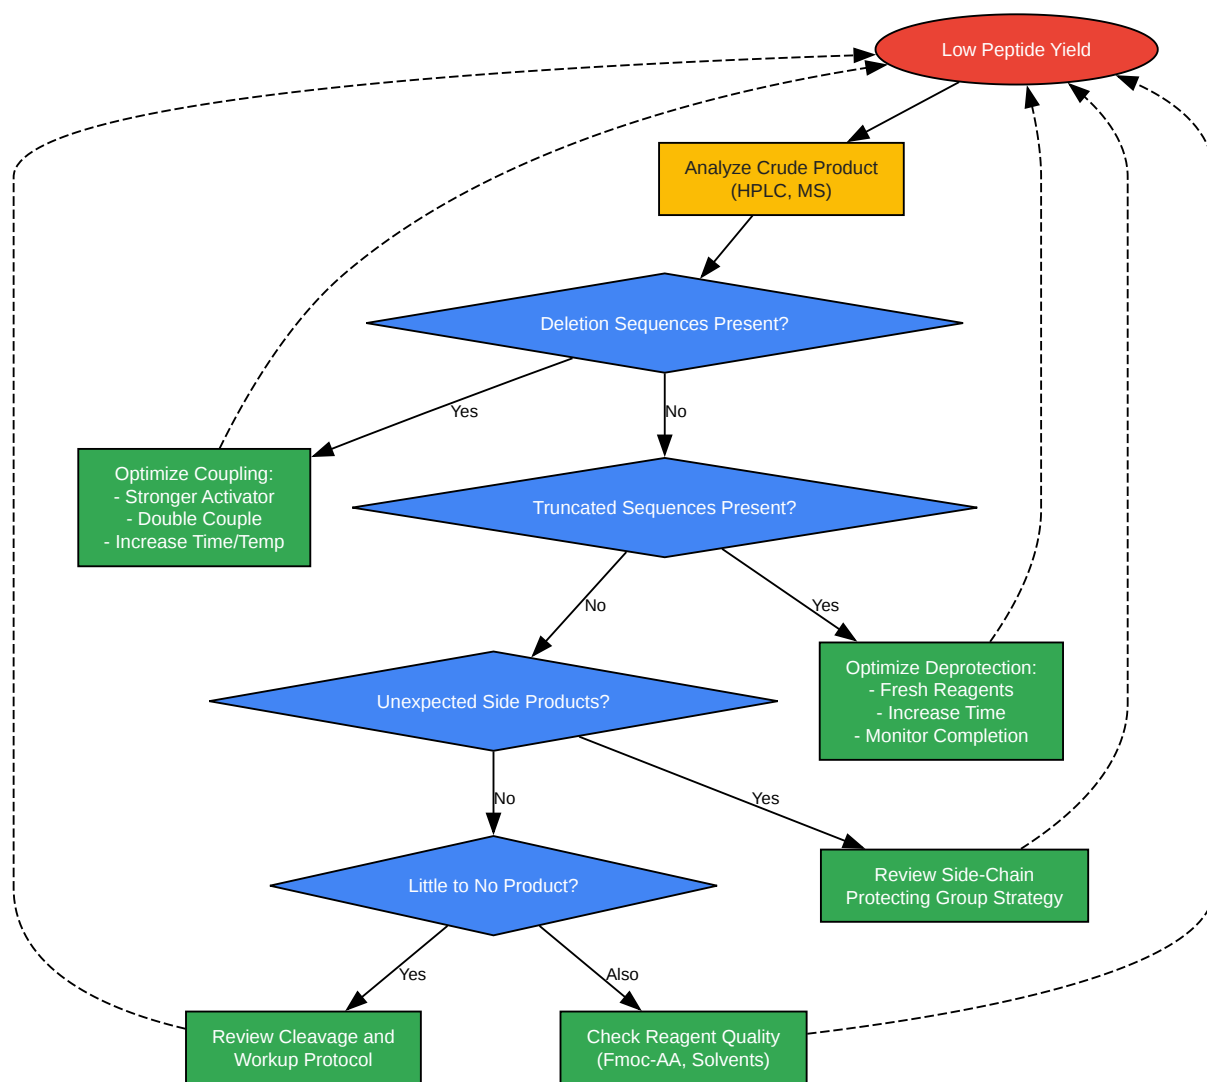 Low Peptide Yield
Analyze Crude Product
(HPLC, MS)
Deletion Sequences Present?
Yes
No
Optimize Coupling:
- Stronger Activator
- Double Couple
- Increase Time/Temp
Truncated Sequences Present?
No
Yes
Optimize Deprotection:
- Fresh Reagents
- Increase Time
- Monitor Completion
Unexpected Side Products?
No
Yes
Review Side-Chain
Protecting Group Strategy
Little to No Product?
Yes
Also
Review Cleavage and
Workup Protocol
Check Reagent Quality
(Fmoc-AA, Solvents)